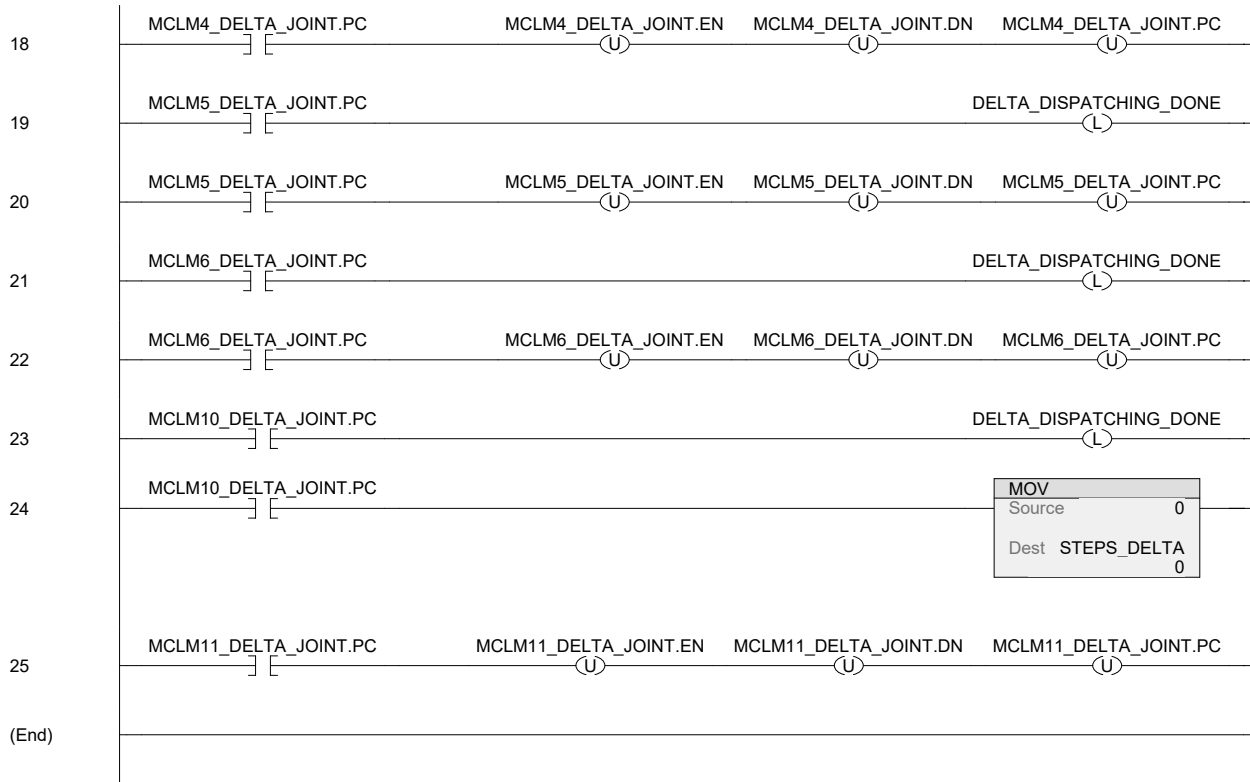 MCLM4_DELTA_JOINT.PC MCLM4_DELTA_JOINT.EN MCLM4_DELTA_JOINT.DN MCLM4_DELTA_JOINT.PC
18 U U U
MCLM5_DELTA_JOINT.PC DELTA_DISPATCHING_DONE
19 L
MCLM5_DELTA_JOINT.PC MCLM5_DELTA_JOINT.EN MCLM5_DELTA_JOINT.DN MCLM5_DELTA_JOINT.PC
20 U U U
MCLM6_DELTA_JOINT.PC DELTA_DISPATCHING_DONE
21 L
MCLM6_DELTA_JOINT.PC MCLM6_DELTA_JOINT.EN MCLM6_DELTA_JOINT.DN MCLM6_DELTA_JOINT.PC
22 U U U
MCLM10_DELTA_JOINT.PC DELTA_DISPATCHING_DONE
23 L
MCLM10_DELTA_JOINT.PC MOV
24 Source 0
Dest STEPS_DELTA
0
MCLM11_DELTA_JOINT.PC MCLM11_DELTA_JOINT.EN MCLM11_DELTA_JOINT.DN MCLM11_DELTA_JOINT.PC
25 U U U
(End)